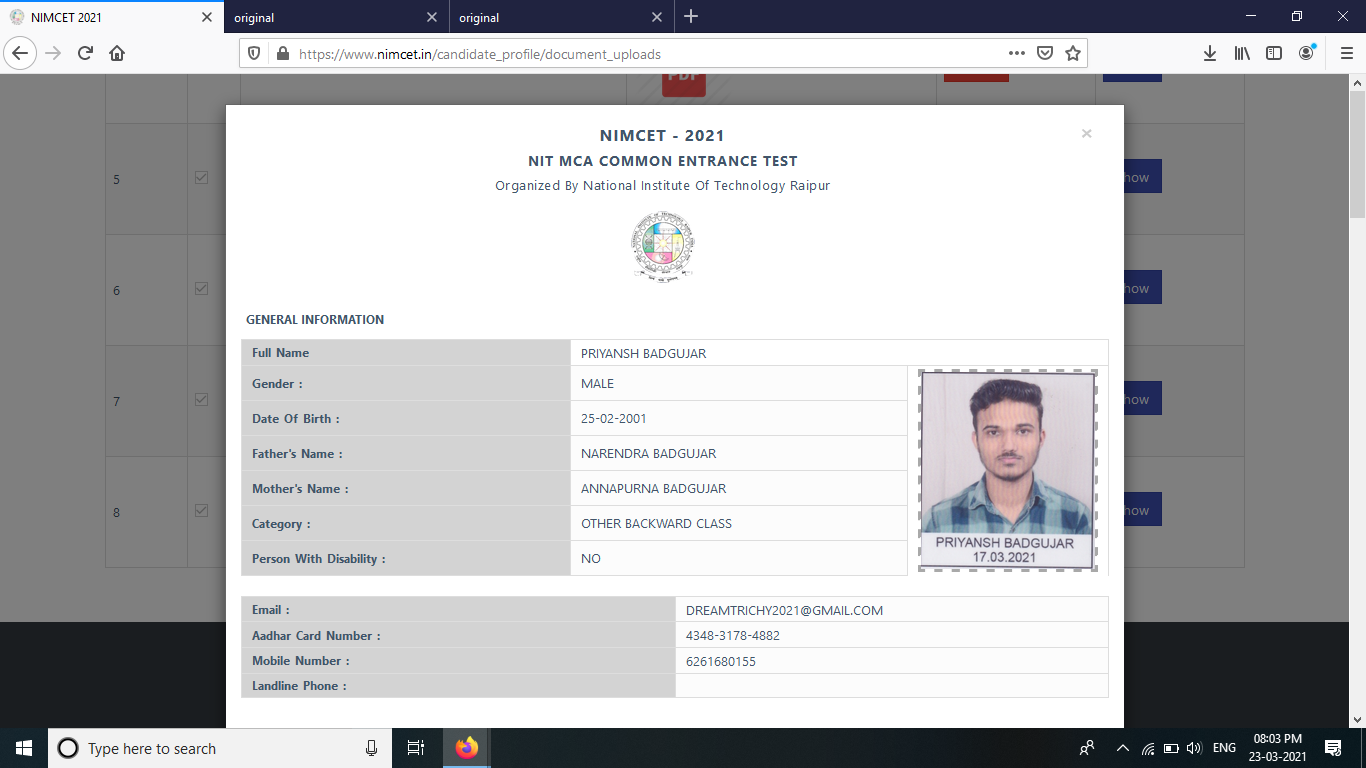 NIMCET 2021
original
original
https://www.nimcet.in/candidate_profile/document_uploads
PDF
NIMCET - 2021
×
NIT MCA COMMON ENTRANCE TEST
Organized By National Institute Of Technology Raipur
GENERAL INFORMATION
Full Name PRIYANSH BADGUJAR
Gender : MALE
Date Of Birth : 25-02-2001
Father's Name : NARENDRA BADGUJAR
Mother's Name : ANNAPURNA BADGUJAR
Category : OTHER BACKWARD CLASS
Person With Disability : NO
PRIYANSH BADGUJAR
17.03.2021
Email : DREAMTRICHY2021@GMAIL.COM
Aadhar Card Number : 4348-3178-4882
Mobile Number : 6261680155
Landline Phone :
5
how
6
how
7
how
8
how
Type here to search
ENG
08:03 PM
23-03-2021